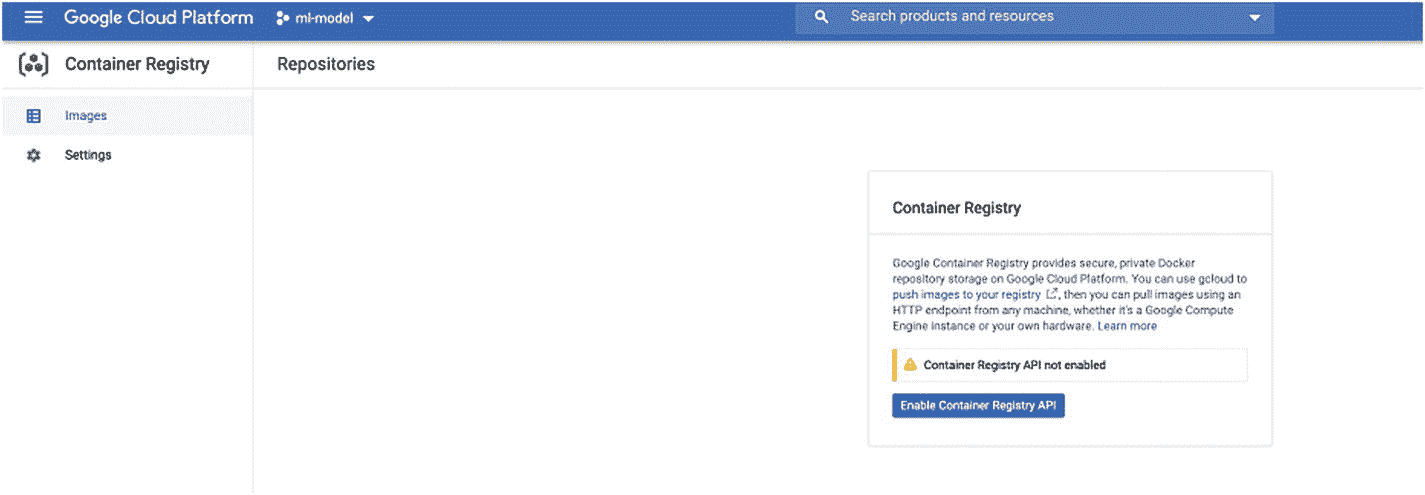 Google Cloud Platform
ml-model
Search products and resources
Container Registry
Repositories
Images
Settings
Container Registry
Google Container Registry provides secure, private Docker
repository storage on Google Cloud Platform. You can use gcloud to
push images to your registry, then you can pull images using an
HTTP endpoint from any machine, whether it's a Google Compute
Engine instance or your own hardware. Learn more
Container Registry API not enabled
Enable Container Registry API